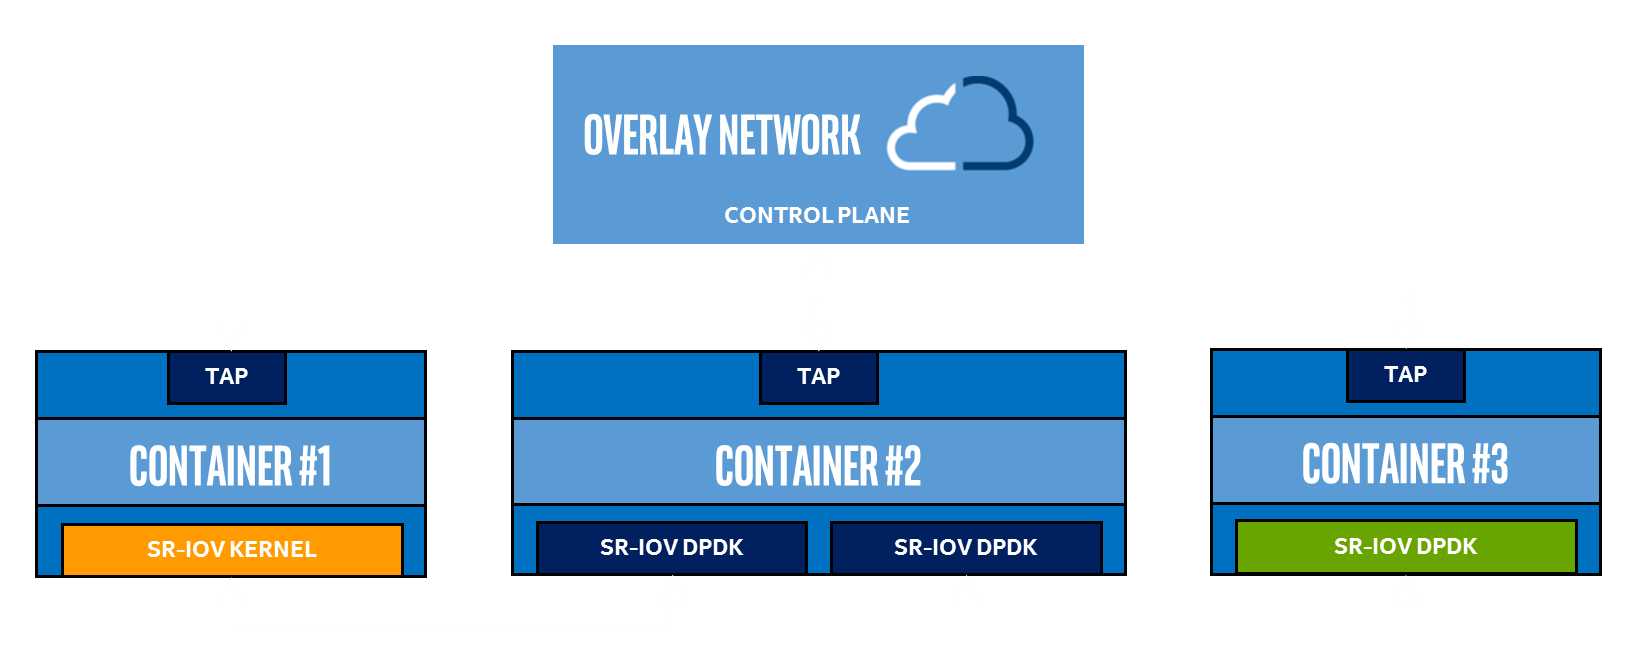 OVERLAY NETWORK
CONTROL PLANE
TAP
TAP
TAP
CONTAINER #1
CONTAINER #2
CONTAINER #3
SR-IOV KERNEL
SR-IOV DPDK
SR-IOV DPDK
SR-IOV DPDK